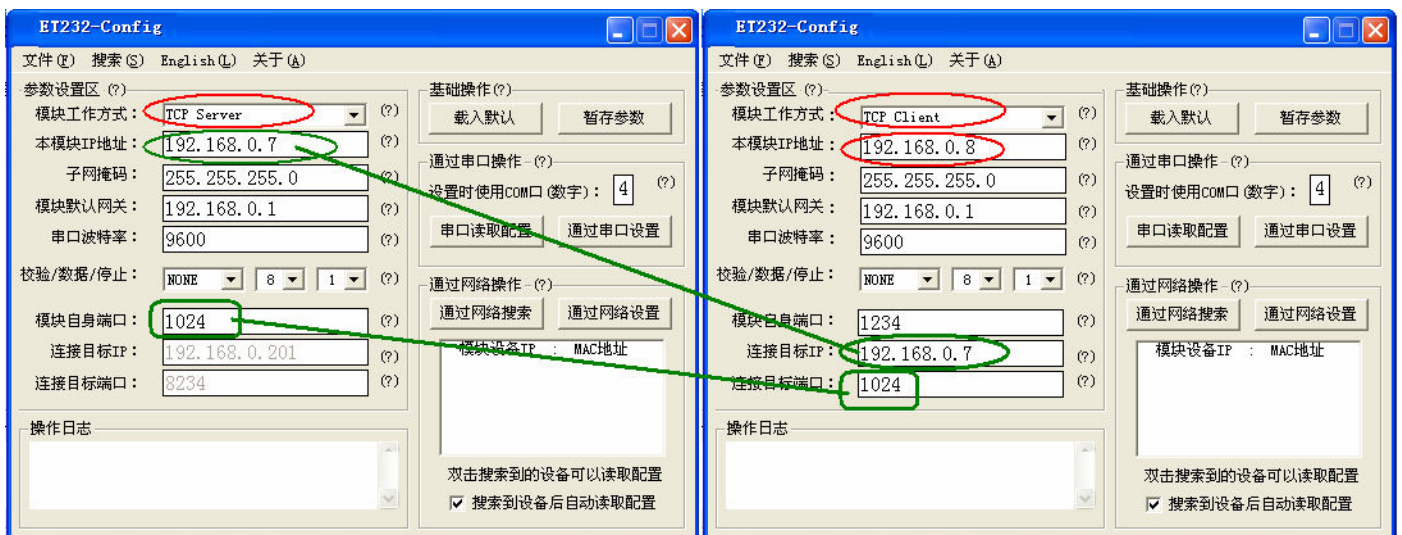 ET232-Config
文件(F) 搜索(S) English(L) 关于(A)
参数设置区 (?)
模块工作方式： TCP Server (?)
本模块IP地址： 192.168.0.7 (?)
子网掩码： 255.255.255.0 (?)
模块默认网关： 192.168.0.1 (?)
串口波特率： 9600 (?)
校验/数据/停止： NONE 8 1 (?)
模块自身端口： 1024 (?)
连接目标IP： 192.168.0.201 (?)
连接目标端口： 8234 (?)
操作日志
基础操作(?)
载入默认 暂存参数
通过串口操作-(?)
设置时使用COM口(数字)： 4 (?)
串口读取配置 通过串口设置
通过网络操作-(?)
通过网络搜索 通过网络设置
模块设备IP : MAC地址
双击搜索到的设备可以读取配置
搜索到设备后自动读取配置
ET232-Config
文件(F) 搜索(S) English(L) 关于(A)
参数设置区 (?)
模块工作方式： TCP Client (?)
本模块IP地址： 192.168.0.8 (?)
子网掩码： 255.255.255.0 (?)
模块默认网关： 192.168.0.1 (?)
串口波特率： 9600 (?)
校验/数据/停止： NONE 8 1 (?)
模块自身端口： 1234 (?)
连接目标IP： 192.168.0.7 (?)
连接目标端口： 1024 (?)
操作日志
基础操作(?)
载入默认 暂存参数
通过串口操作-(?)
设置时使用COM口(数字)： 4 (?)
串口读取配置 通过串口设置
通过网络操作-(?)
通过网络搜索 通过网络设置
模块设备IP : MAC地址
双击搜索到的设备可以读取配置
搜索到设备后自动读取配置